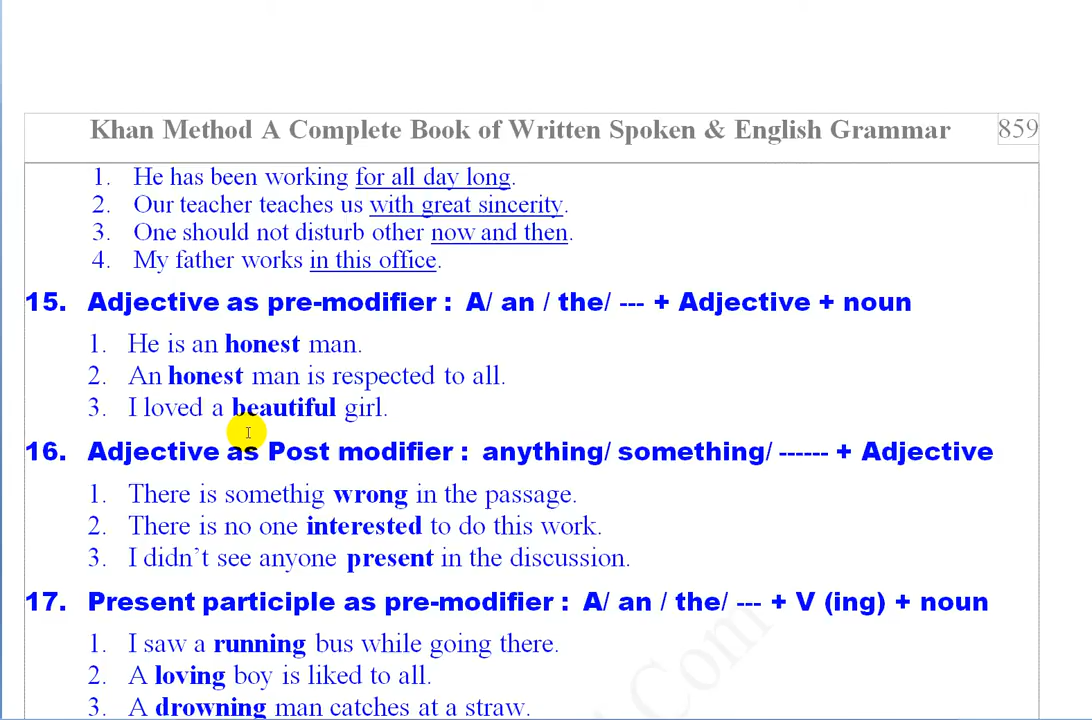 Khan Method A Complete Book of Written Spoken & English Grammar 859
1. He has been working for all day long.
2. Our teacher teaches us with great sincerity.
3. One should not disturb other now and then.
4. My father works in this office.
15. Adjective as pre-modifier : A/ an / the/ --- + Adjective + noun
1. He is an honest man.
2. An honest man is respected to all.
3. I loved a beautiful girl.
16. Adjective as Post modifier : anything/ something/ ------ + Adjective
1. There is somethig wrong in the passage.
2. There is no one interested to do this work.
3. I didn't see anyone present in the discussion.
17. Present participle as pre-modifier : A/ an / the/ --- + V (ing) + noun
1. I saw a running bus while going there.
2. A loving boy is liked to all.
3. A drowning man catches at a straw.